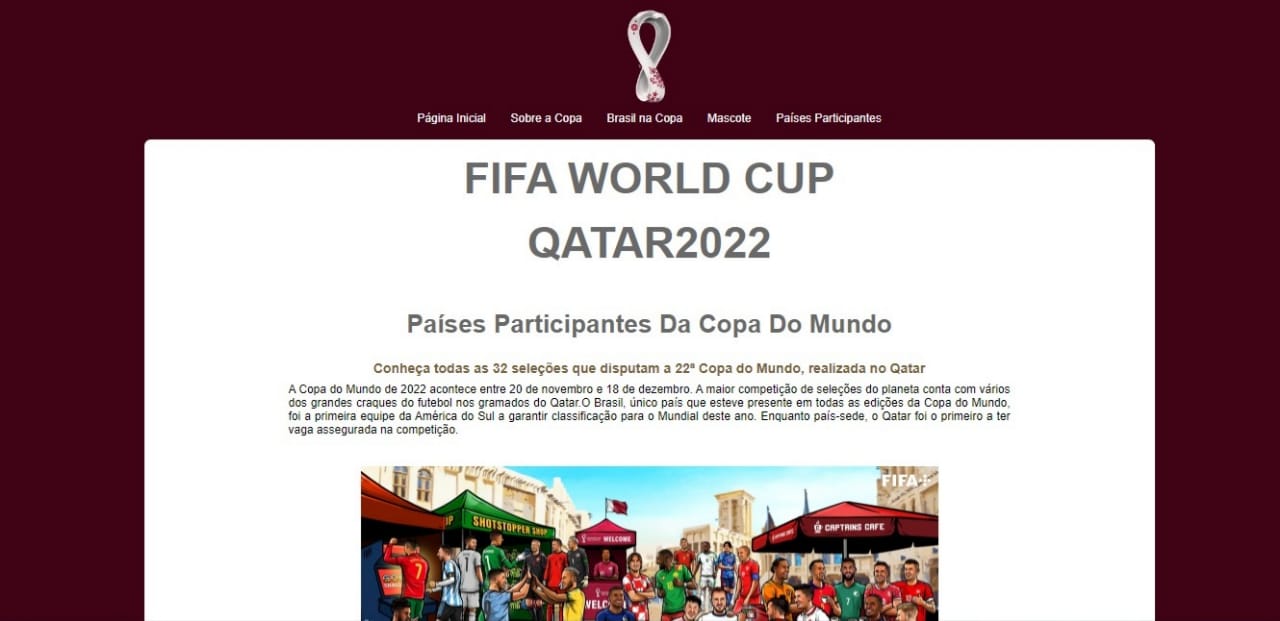 Página Inicial Sobre a Copa Brasil na Copa Mascote Países Participantes
FIFA WORLD CUP
QATAR2022
Países Participantes Da Copa Do Mundo
Conheça todas as 32 seleções que disputam a 22ª Copa do Mundo, realizada no Qatar
A Copa do Mundo de 2022 acontece entre 20 de novembro e 18 de dezembro. A maior competição de seleções do planeta conta com vários
dos grandes craques do futebol nos gramados do Qatar.O Brasil, único país que esteve presente em todas as edições da Copa do Mundo,
foi a primeira equipe da América do Sul a garantir classificação para o Mundial deste ano. Enquanto país-sede, o Qatar foi o primeiro a ter
vaga assegurada na competição.
FIFA+
SHOTSTOPPER SHOP
WELCOME
CAPTAINS CAFE
7
10
1